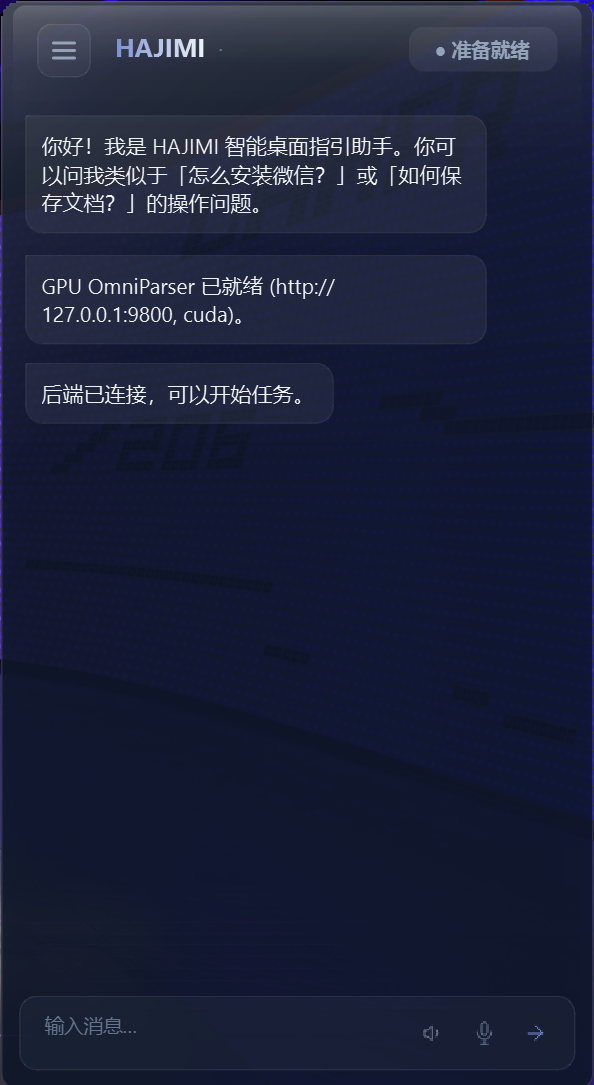 HAJIMI ·
● 准备就绪
你好！我是 HAJIMI 智能桌面指引助手。你可
以问我类似于「怎么安装微信？」或「如何保
存文档？」的操作问题。
GPU OmniParser 已就绪 (http://
127.0.0.1:9800, cuda)。
后端已连接，可以开始任务。
/206
输入消息...